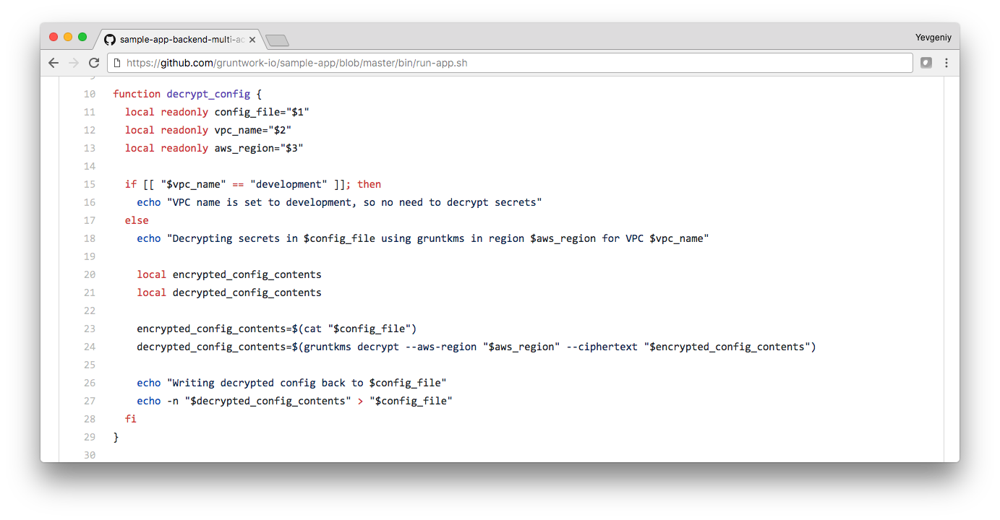 sample-app-backend-multi-ac
Yevgeniy
https://github.com/gruntwork-io/sample-app/blob/master/bin/run-app.sh
9
10 function decrypt_config {
11   local readonly config_file="$1"
12   local readonly vpc_name="$2"
13   local readonly aws_region="$3"
14
15   if [[ "$vpc_name" == "development" ]]; then
16     echo "VPC name is set to development, so no need to decrypt secrets"
17   else
18     echo "Decrypting secrets in $config_file using gruntkms in region $aws_region for VPC $vpc_name"
19
20     local encrypted_config_contents
21     local decrypted_config_contents
22
23     encrypted_config_contents=$(cat "$config_file")
24     decrypted_config_contents=$(gruntkms decrypt --aws-region "$aws_region" --ciphertext "$encrypted_config_contents")
25
26     echo "Writing decrypted config back to $config_file"
27     echo -n "$decrypted_config_contents" > "$config_file"
28   fi
29 }
30